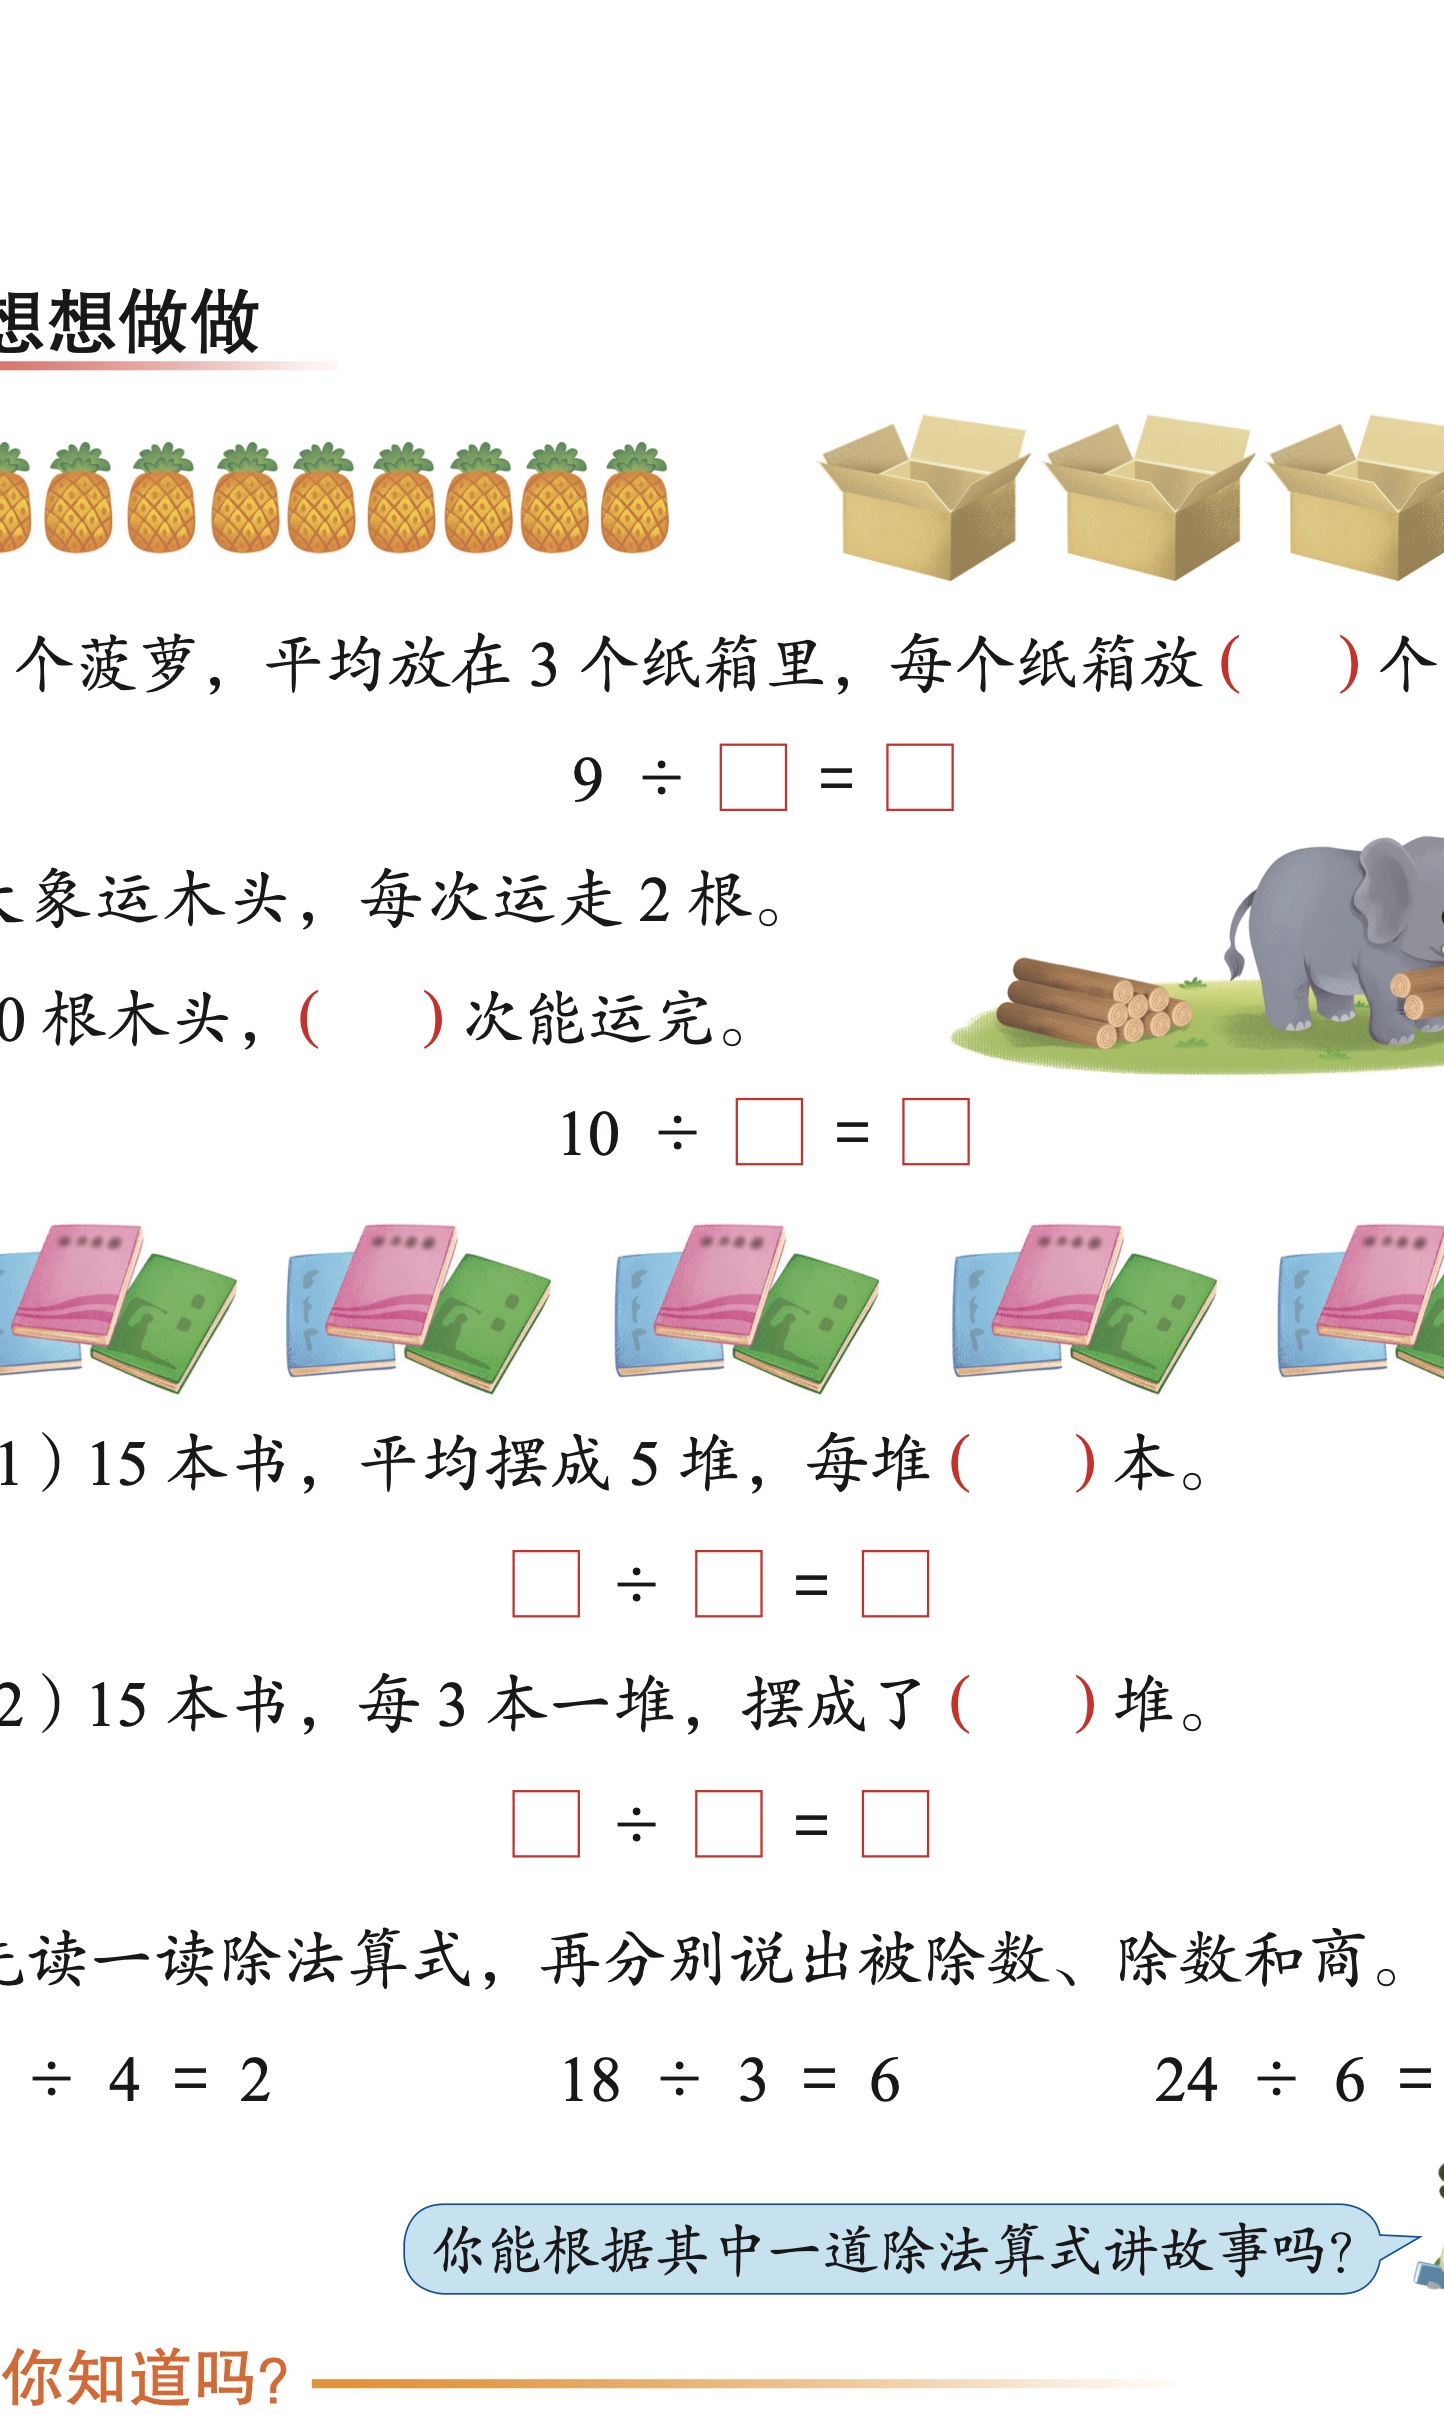 想想做做
个菠萝，平均放在 3 个纸箱里，每个纸箱放（ ）个
9 ÷ □ = □
象运木头，每次运走 2 根。
0 根木头，（ ）次能运完。
10 ÷ □ = □
1）15 本书，平均摆成 5 堆，每堆（ ）本。
□ ÷ □ = □
2）15 本书，每 3 本一堆，摆成了（ ）堆。
□ ÷ □ = □
读一读除法算式，再分别说出被除数、除数和商。
÷ 4 = 2 18 ÷ 3 = 6 24 ÷ 6 =
你能根据其中一道除法算式讲故事吗？
你知道吗？